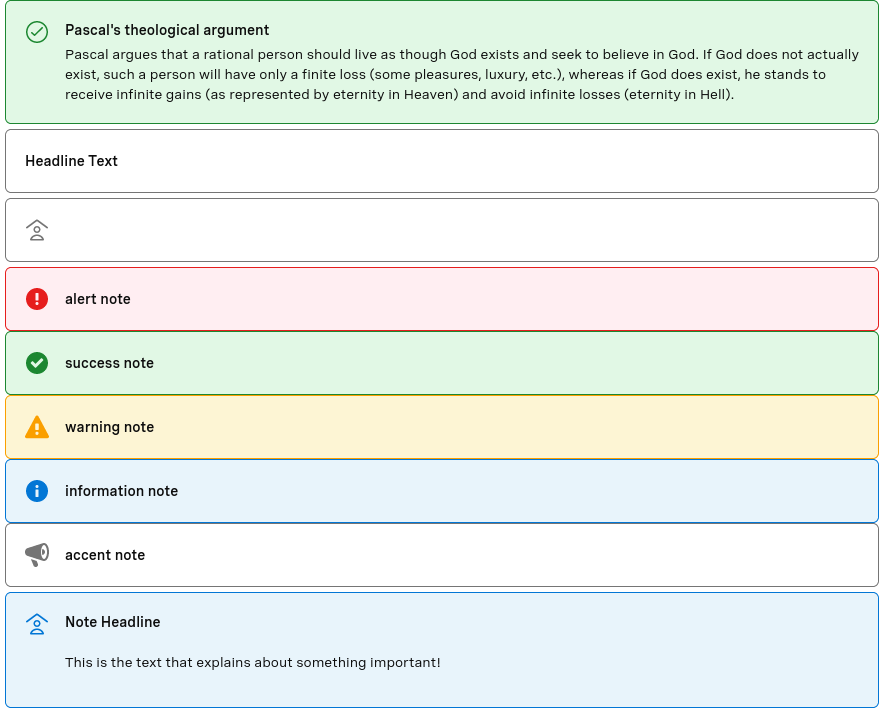 Pascal's theological argument
Pascal argues that a rational person should live as though God exists and seek to believe in God. If God does not actually
exist, such a person will have only a finite loss (some pleasures, luxury, etc.), whereas if God does exist, he stands to
receive infinite gains (as represented by eternity in Heaven) and avoid infinite losses (eternity in Hell).
Headline Text
alert note
success note
warning note
information note
accent note
Note Headline
This is the text that explains about something important!